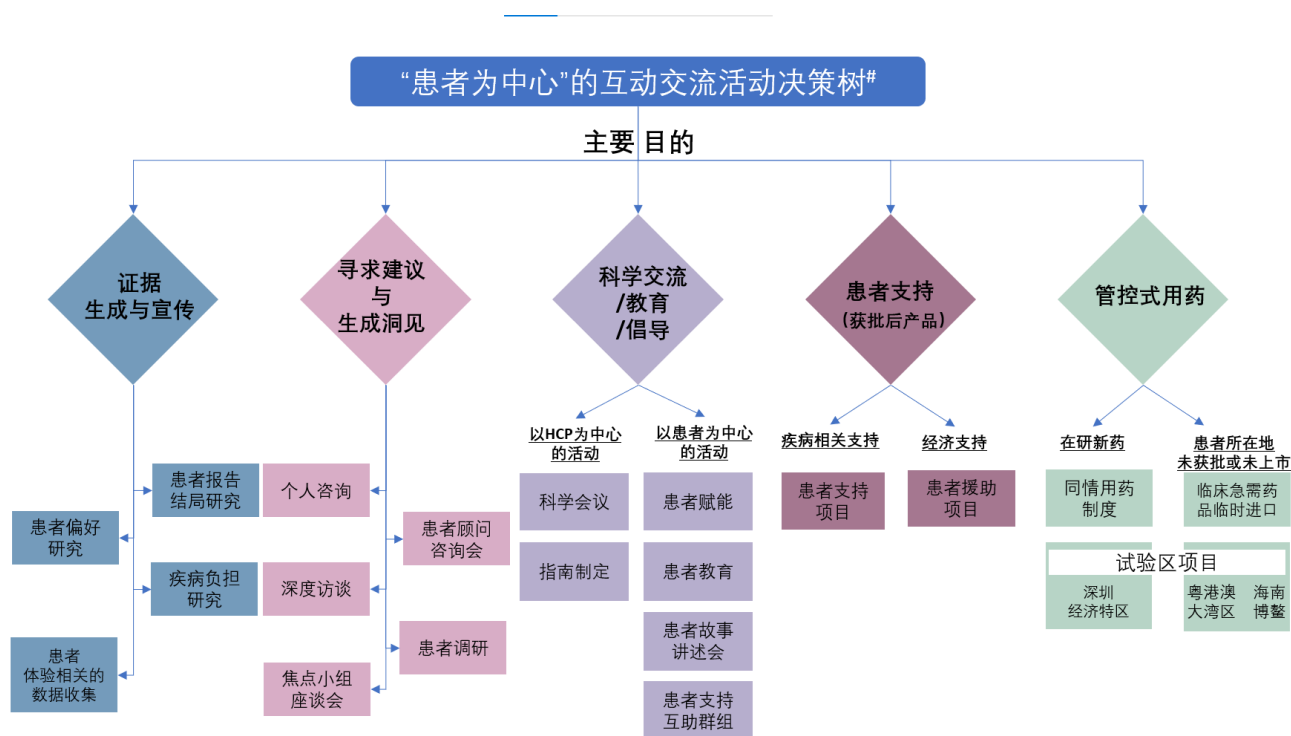 “患者为中心”的互动交流活动决策树#
主要 目的
证据
生成与宣传
寻求建议
与
生成洞见
科学交流
/教育
/倡导
患者支持
(获批后产品)
管控式用药
患者报告
结局研究
患者偏好
研究
疾病负担
研究
患者
体验相关的
数据收集
个人咨询
患者顾问
咨询会
深度访谈
患者调研
焦点小组
座谈会
以HCP为中心
的活动
科学会议
指南制定
以患者为中心
的活动
患者赋能
患者教育
患者故事
讲述会
患者支持
互助群组
疾病相关支持
患者支持
项目
经济支持
患者援助
项目
在研新药
同情用药
制度
患者所在地
未获批或未上市
临床急需药
品临时进口
试验区项目
深圳
经济特区
粤港澳
大湾区
海南
博鳌